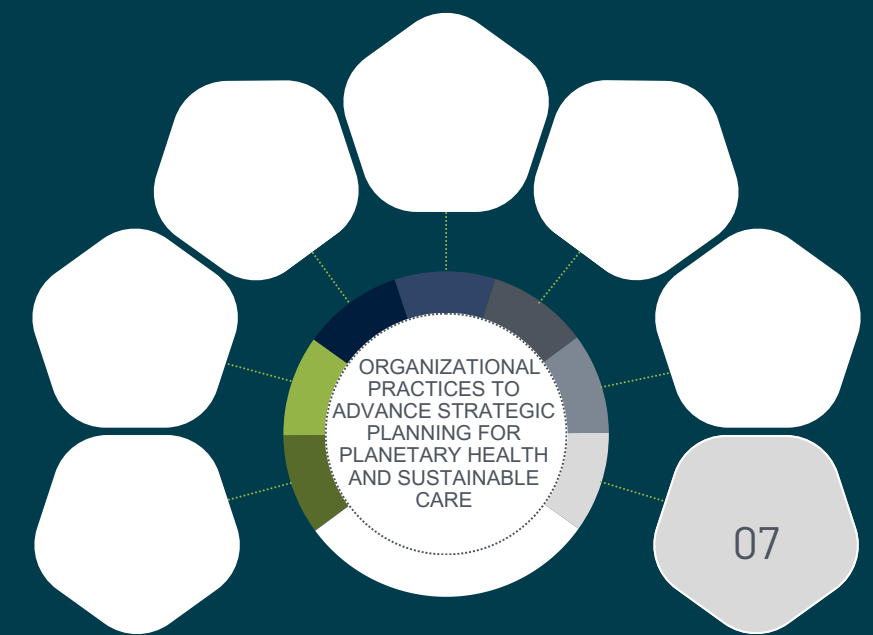 ORGANIZATIONAL
PRACTICES TO
ADVANCE STRATEGIC
PLANNING FOR
PLANETARY HEALTH
AND SUSTAINABLE
CARE
07